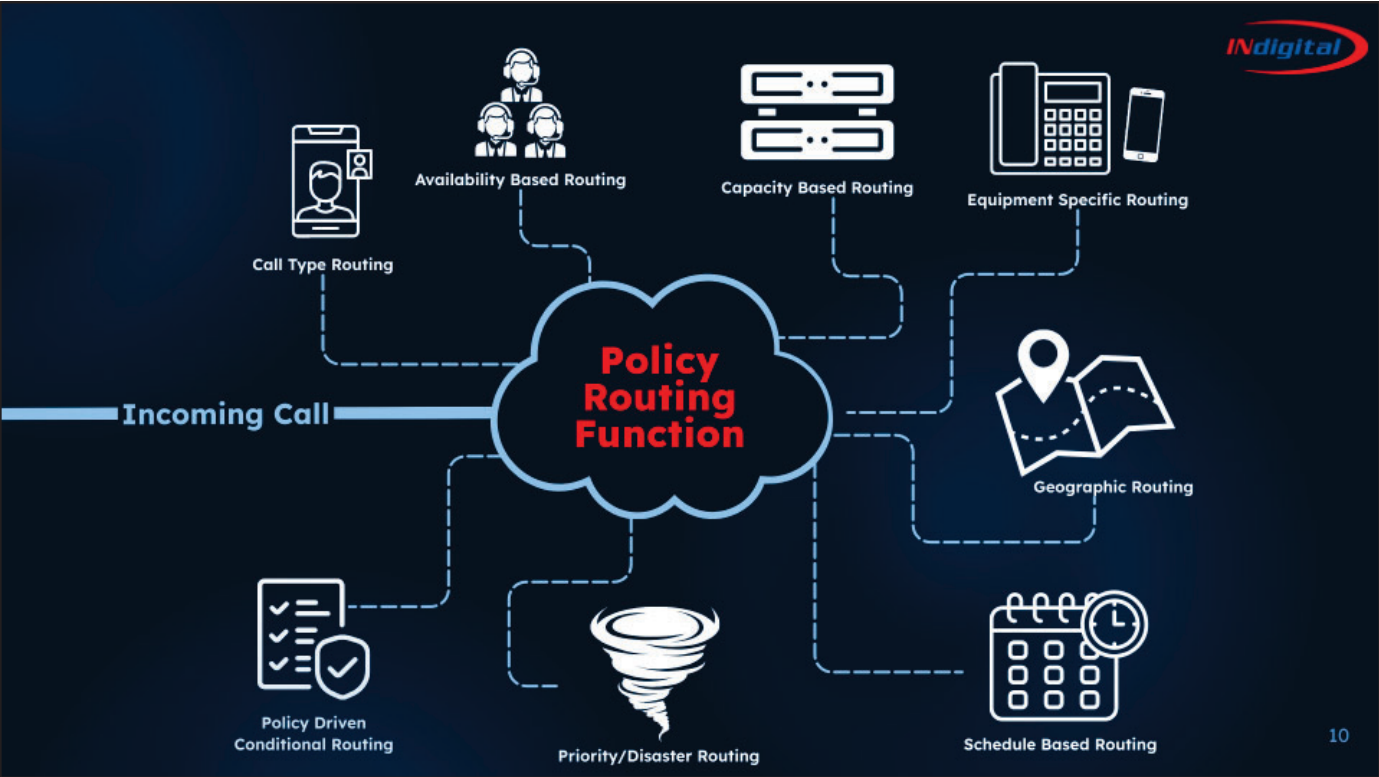 INdigital
Availability Based Routing
Capacity Based Routing
Equipment Specific Routing
Call Type Routing
Policy
Routing
Function
Incoming Call
Geographic Routing
Policy Driven
Conditional Routing
Priority/Disaster Routing
Schedule Based Routing
10